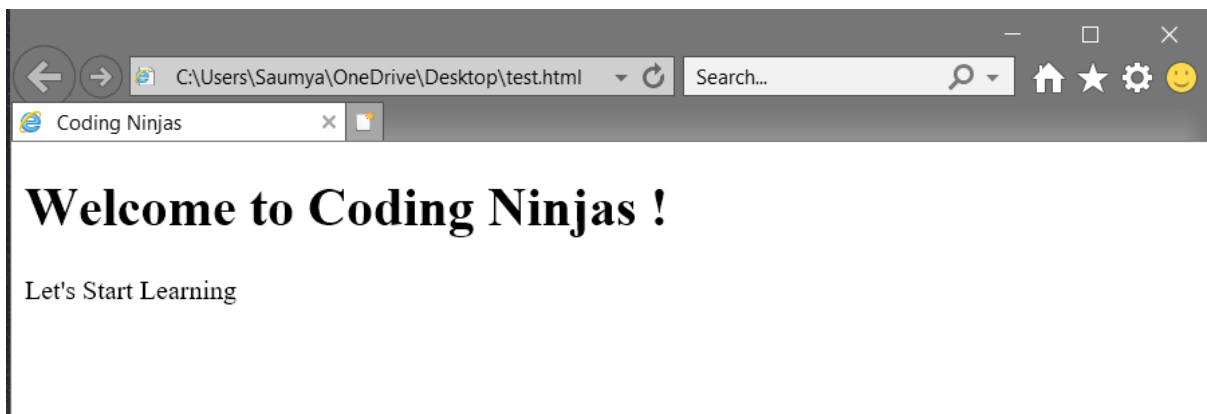 C:\Users\Saumya\OneDrive\Desktop\test.html
Search...
Coding Ninjas
Welcome to Coding Ninjas !
Let's Start Learning